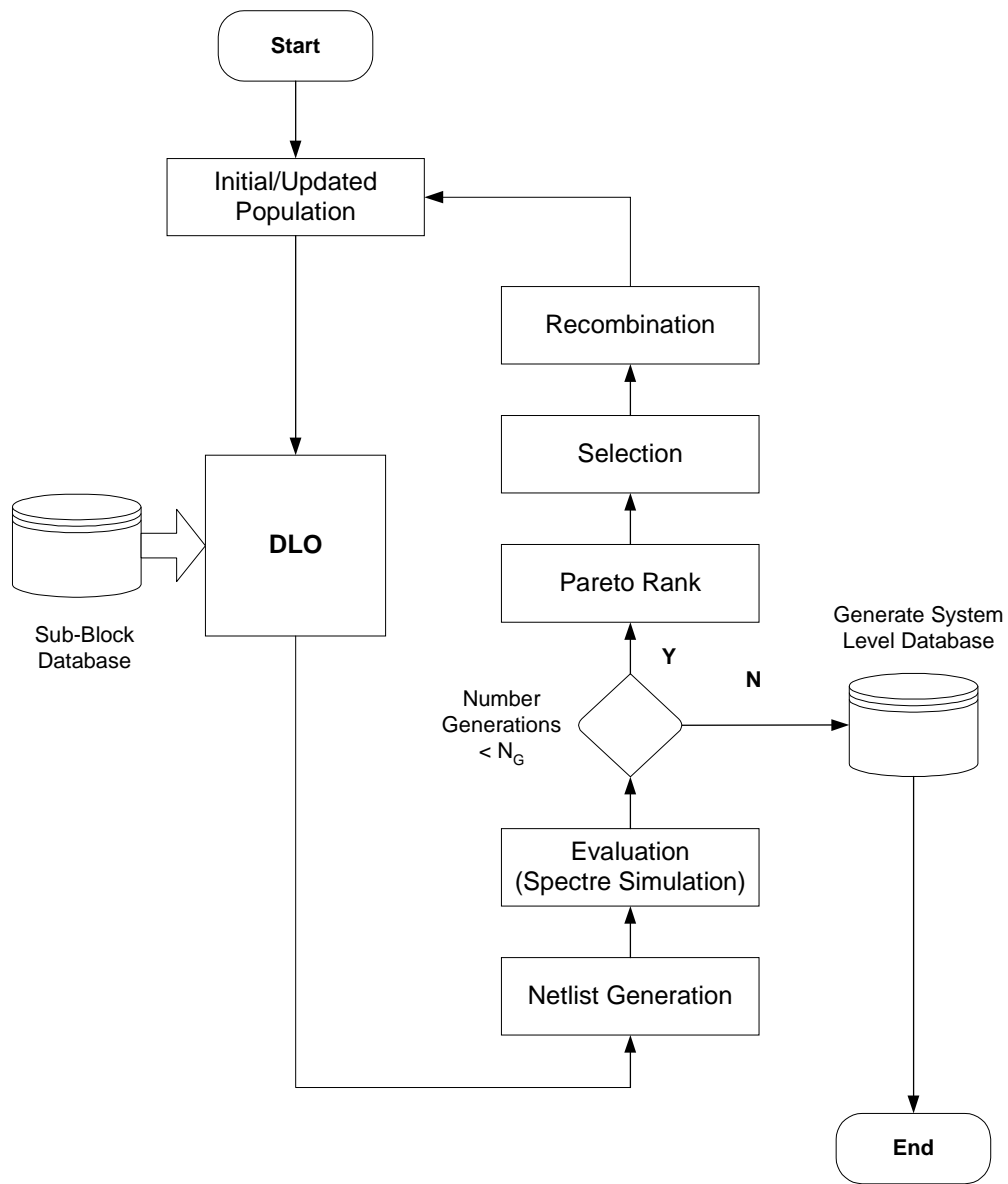 Start
Initial/Updated
Population
Recombination
Selection
DLO
Pareto Rank
Sub-Block
Database
Generate System
Level Database
Y
N
Number
Generations
< N_G
Evaluation
(Spectre Simulation)
Netlist Generation
End